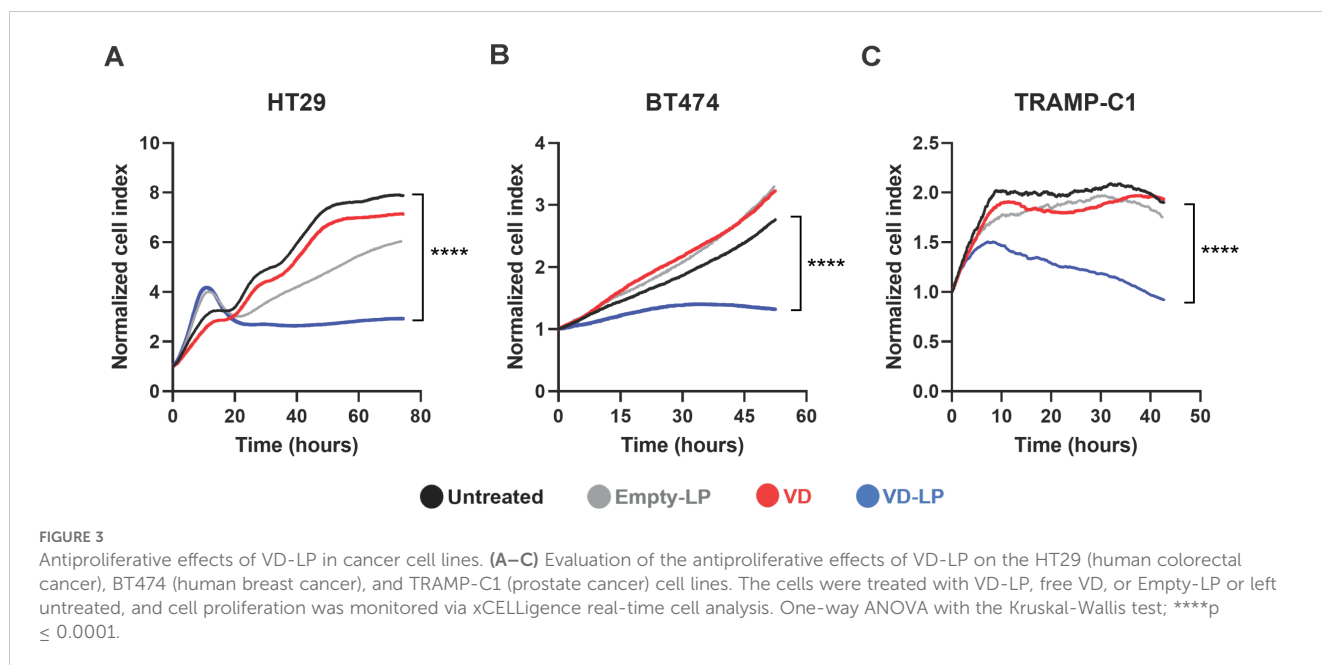 A
HT29
Normalized cell index
10
8
6
4
2
0
0 20 40 60 80
Time (hours)
****
B
BT474
Normalized cell index
4
3
2
1
0
0 15 30 45 60
Time (hours)
****
C
TRAMP-C1
Normalized cell index
2.5
2.0
1.5
1.0
0.5
0.0
0 10 20 30 40 50
Time (hours)
****
Untreated Empty-LP VD VD-LP
FIGURE 3
Antiproliferative effects of VD-LP in cancer cell lines. (A–C) Evaluation of the antiproliferative effects of VD-LP on the HT29 (human colorectal
cancer), BT474 (human breast cancer), and TRAMP-C1 (prostate cancer) cell lines. The cells were treated with VD-LP, free VD, or Empty-LP or left
untreated, and cell proliferation was monitored via xCELLigence real-time cell analysis. One-way ANOVA with the Kruskal-Wallis test; ****p
≤ 0.0001.